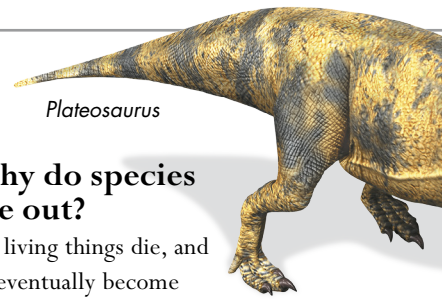 Plateosaurus
hy do species
e out?
living things die, and
eventually become